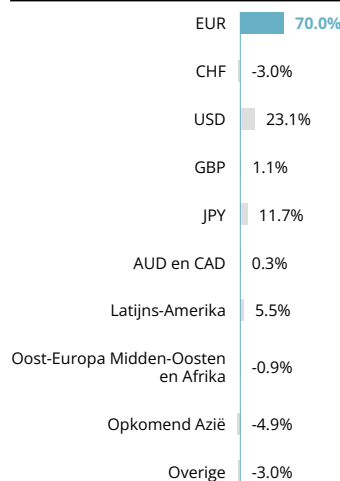 EUR 70.0%
CHF -3.0%
USD 23.1%
GBP 1.1%
JPY 11.7%
AUD en CAD 0.3%
Latijns-Amerika 5.5%
Oost-Europa Midden-Oosten
en Afrika -0.9%
Opkomend Azië -4.9%
Overige -3.0%